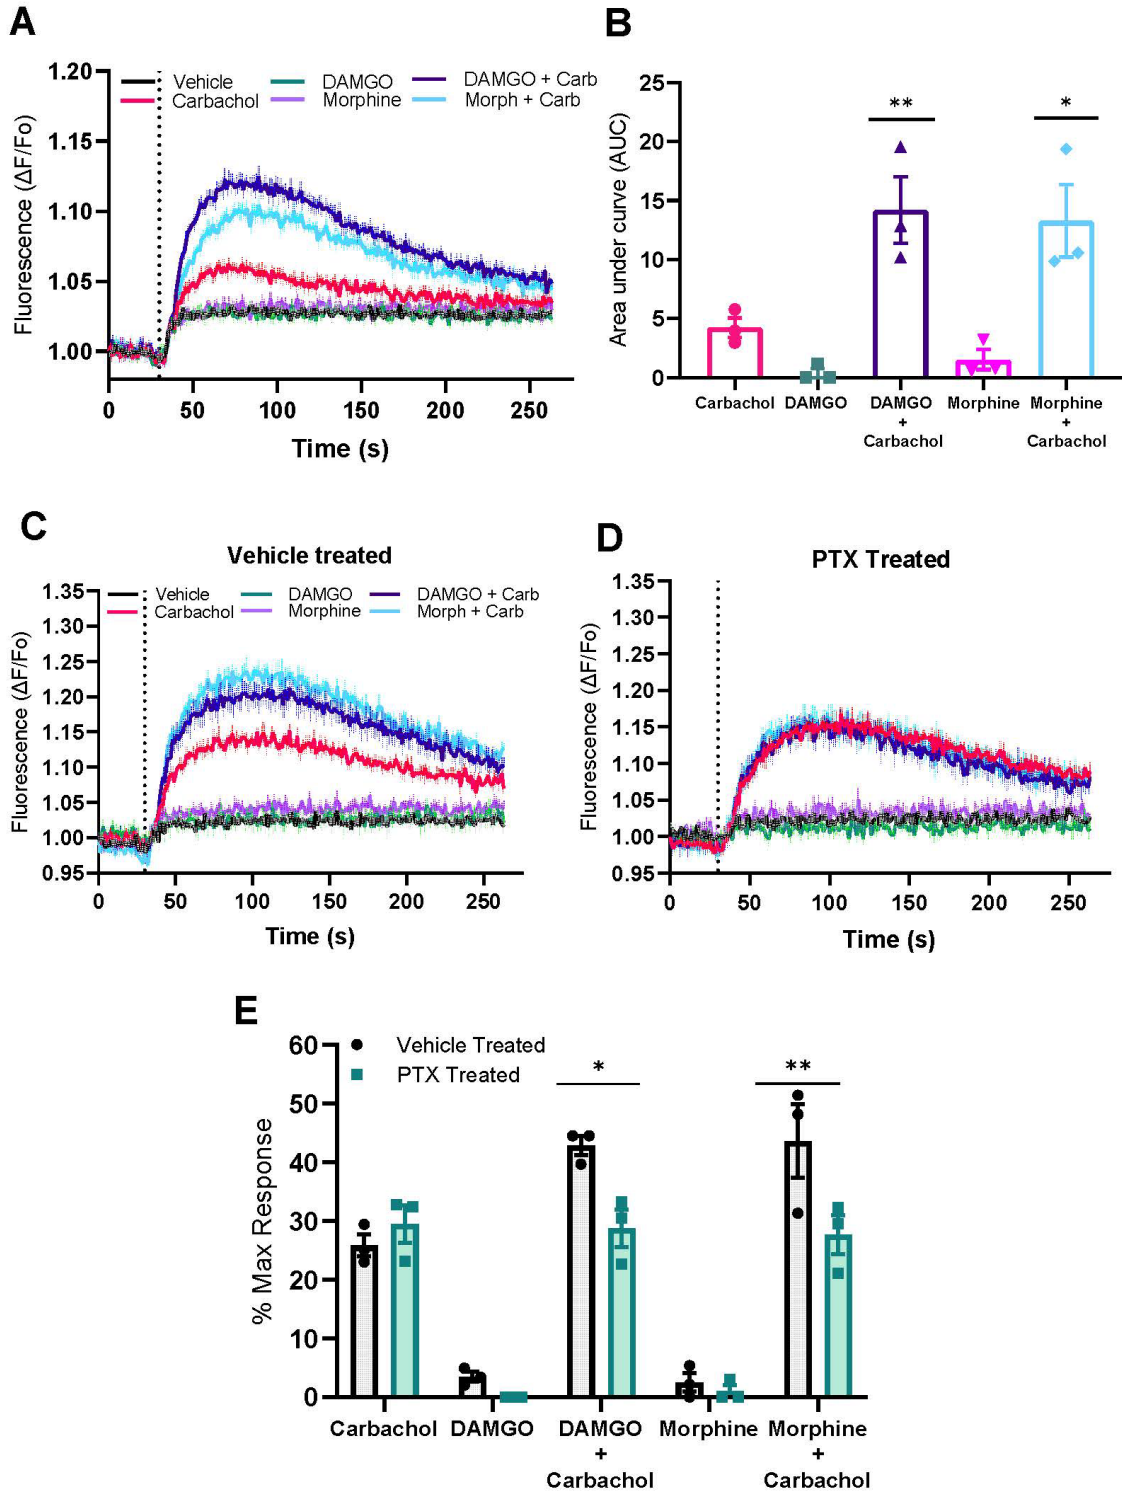 A
1.20
1.15
1.10
1.05
1.00
Fluorescence (ΔF/Fo)
Vehicle DAMGO DAMGO + Carb
Carbachol Morphine Morph + Carb
0 50 100 150 200 250
Time (s)
B
25
20
15
10
5
0
Area under curve (AUC)
** *
Carbachol DAMGO DAMGO Morphine Morphine
+ +
Carbachol Carbachol
C
Vehicle treated
1.35
1.30
1.25
1.20
1.15
1.10
1.05
1.00
0.95
Fluorescence (ΔF/Fo)
Vehicle DAMGO DAMGO + Carb
Carbachol Morphine Morph + Carb
0 50 100 150 200 250
Time (s)
D
PTX Treated
1.35
1.30
1.25
1.20
1.15
1.10
1.05
1.00
0.95
Fluorescence (ΔF/Fo)
0 50 100 150 200 250
Time (s)
E
60
50
40
30
20
10
0
% Max Response
Vehicle Treated
PTX Treated
* **
Carbachol DAMGO DAMGO Morphine Morphine
+ +
Carbachol Carbachol